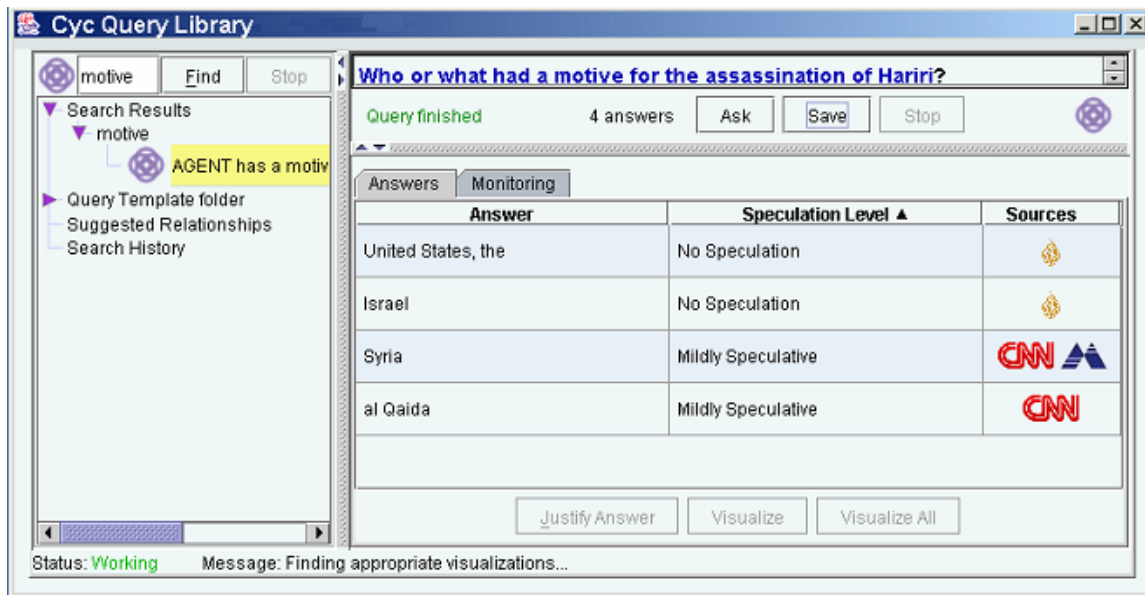 Cyc Query Library
motive Find Stop
Search Results
motive
AGENT has a motiv
Query Template folder
Suggested Relationships
Search History
Who or what had a motive for the assassination of Hariri?
Query finished 4 answers Ask Save Stop
Answers Monitoring
Answer Speculation Level ▲ Sources
United States, the No Speculation
Israel No Speculation
Syria Mildly Speculative CNN
al Qaida Mildly Speculative CNN
Justify Answer Visualize Visualize All
Status: Working Message: Finding appropriate visualizations...